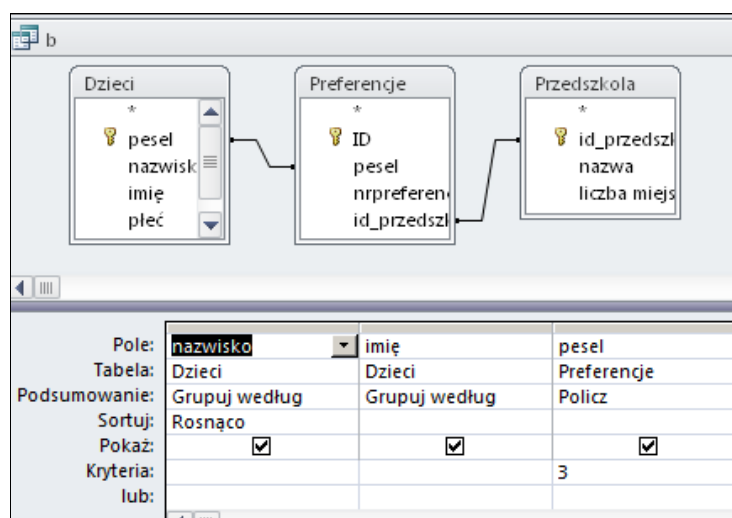 b
Dzieci Preferencje Przedszkola
* * *
pesel ID id_przedszk
nazwisk pesel nazwa
imię nrpreferen liczba miejs
płeć id_przedszk
Pole: nazwisko imię pesel
Tabela: Dzieci Dzieci Preferencje
Podsumowanie: Grupuj według Grupuj według Policz
Sortuj: Rosnąco
Pokaż:
Kryteria: 3
lub: